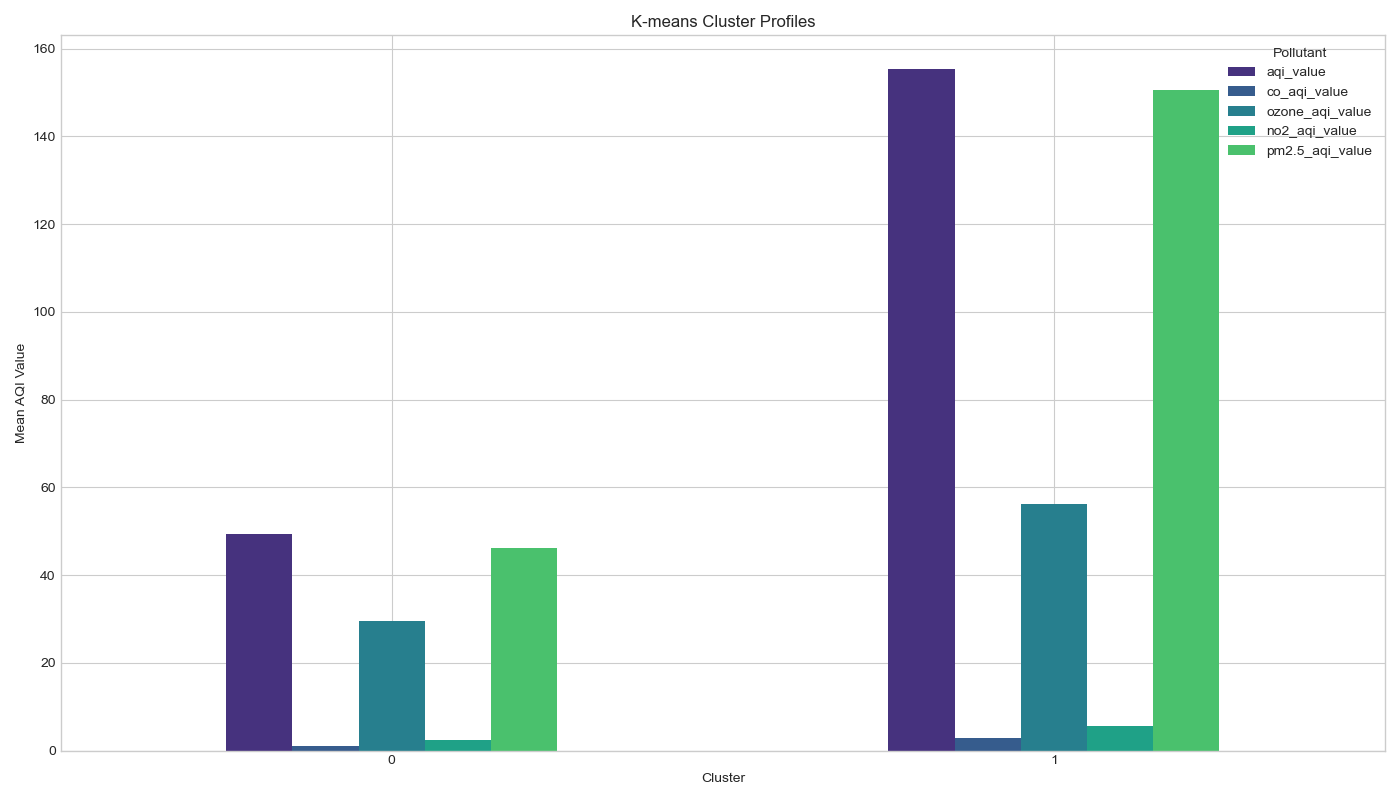 K-means Cluster Profiles
Pollutant
aqi_value
co_aqi_value
ozone_aqi_value
no2_aqi_value
pm2.5_aqi_value
Mean AQI Value
160
140
120
100
80
60
40
20
0
0 1
Cluster